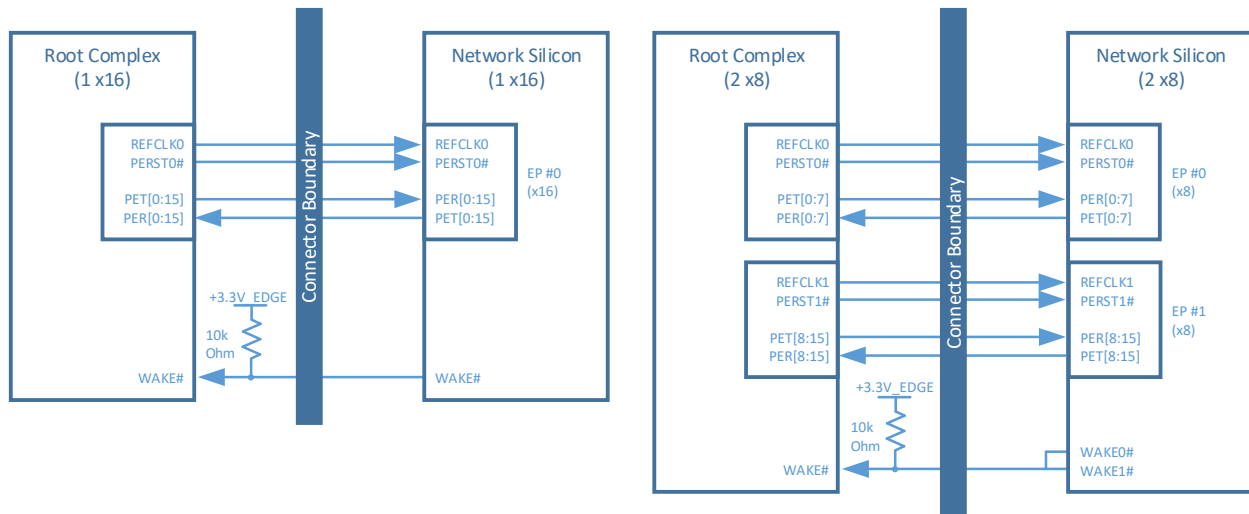 Root Complex
(1 x16)
REFCLK0
PERST0#
PET[0:15]
PER[0:15]
+3.3V_EDGE
10k
Ohm
WAKE#
Connector Boundary
Network Silicon
(1 x16)
REFCLK0
PERST0#
PER[0:15]
PET[0:15]
EP #0
(x16)
WAKE#
Root Complex
(2 x8)
REFCLK0
PERST0#
PET[0:7]
PER[0:7]
REFCLK1
PERST1#
PET[8:15]
PER[8:15]
+3.3V_EDGE
10k
Ohm
WAKE#
Connector Boundary
Network Silicon
(2 x8)
REFCLK0
PERST0#
PER[0:7]
PET[0:7]
EP #0
(x8)
REFCLK1
PERST1#
PER[8:15]
PET[8:15]
EP #1
(x8)
WAKE0#
WAKE1#